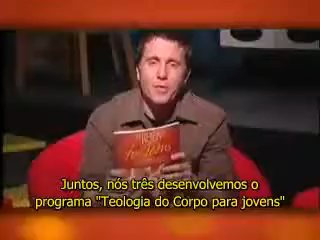 Juntos, nós três desenvolvemos o
programa "Teologia do Corpo para jovens"